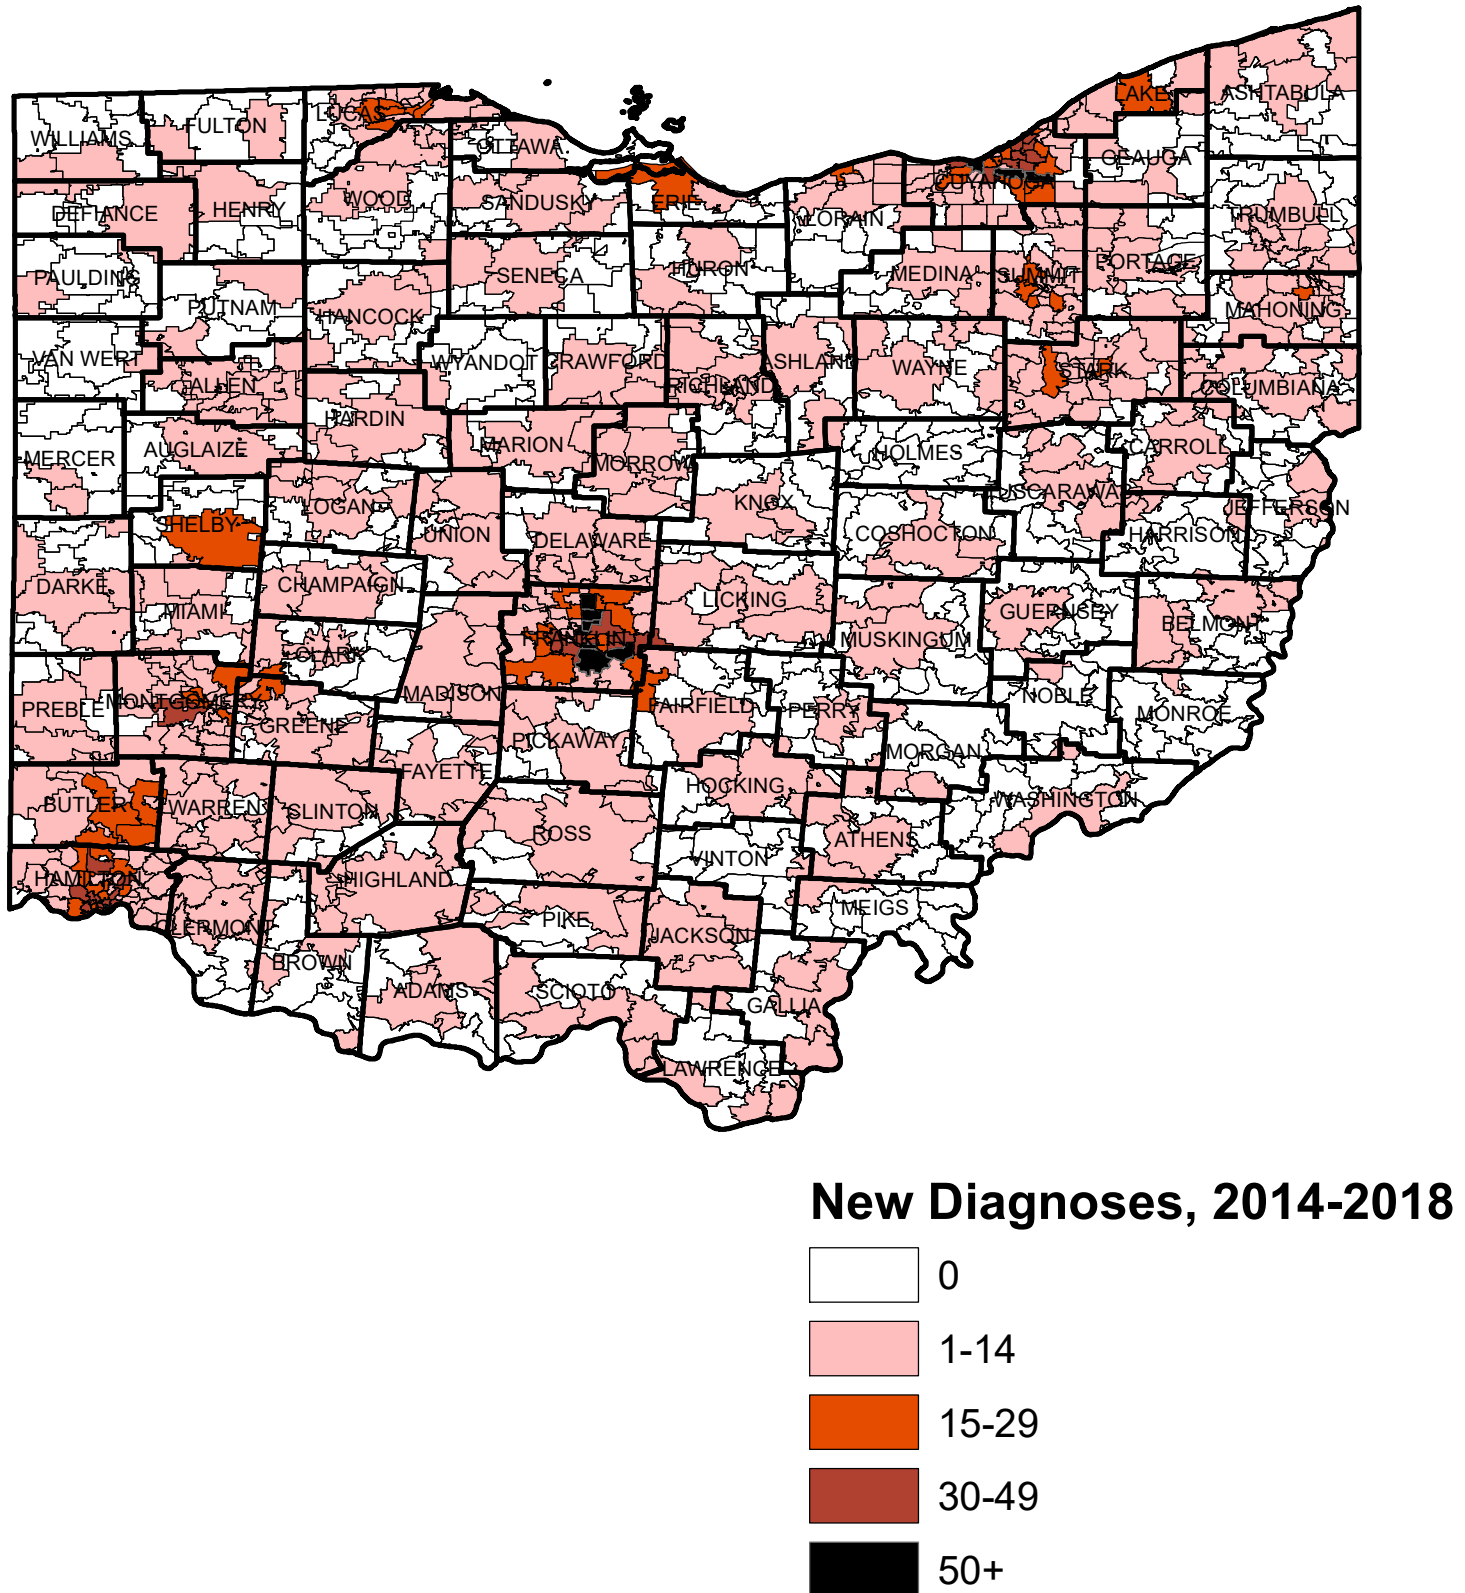 LAKE
ASHTABULA
LUCAS
FULTON
WILLIAMS
OTTAWA
GEAUGA
CUYAHOGA
WOOD
SANDUSKY
ERIE
HENRY
DEFIANCE
LORAIN
TRUMBULL
PORTAGE
HURON
SENECA
MEDINA
SUMMIT
PAULDING
PUTNAM
HANCOCK
MAHONING
VAN WERT
WYANDOT
CRAWFORD
ASHLAND
WAYNE
STARK
RICHLAND
ALLEN
COLUMBIANA
HARDIN
MARION
AUGLAIZE
CARROLL
HOLMES
MERCER
MORROW
TUSCARAWAS
KNOX
LOGAN
JEFFERSON
SHELBY
UNION
DELAWARE
COSHOCTON
HARRISON
CHAMPAIGN
DARKE
MIAMI
LICKING
GUERNSEY
BELMONT
FRANKLIN
MUSKINGUM
CLARK
MADISON
NOBLE
MONTGOMERY
PREBLE
FAIRFIELD
PERRY
MONROE
GREENE
PICKAWAY
MORGAN
FAYETTE
HOCKING
WASHINGTON
BUTLER
WARREN
CLINTON
ROSS
ATHENS
VINTON
HAMILTON
HIGHLAND
MEIGS
PIKE
CLERMONT
JACKSON
BROWN
ADAMS
SCIOTO
GALLIA
LAWRENCE
New Diagnoses, 2014-2018
0
1-14
15-29
30-49
50+